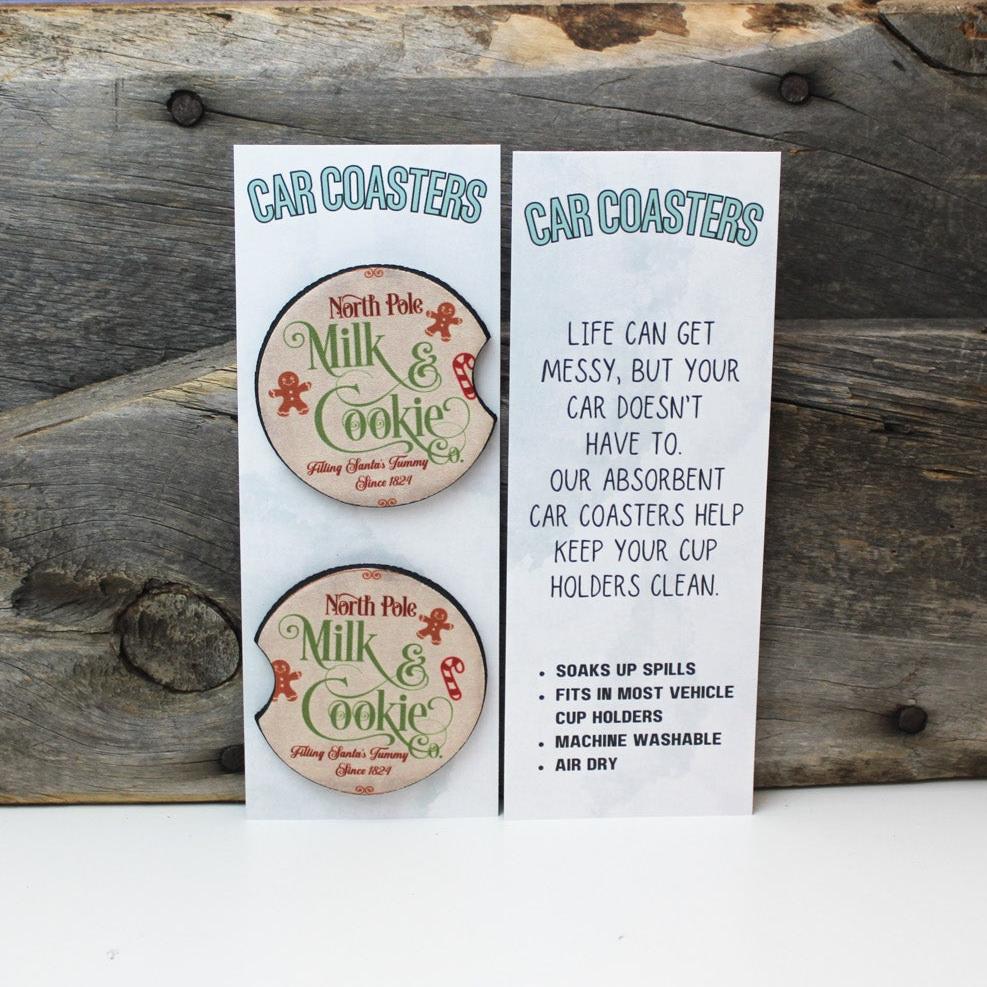 CAR COASTERS
North Pole
Milk &
Cookie
Co.
Filling Santa's Tummy
Since 1824
North Pole
Milk &
Cookie
Co.
Filling Santa's Tummy
Since 1824
CAR COASTERS
LIFE CAN GET
MESSY, BUT YOUR
CAR DOESN'T
HAVE TO.
OUR ABSORBENT
CAR COASTERS HELP
KEEP YOUR CUP
HOLDERS CLEAN.
• SOAKS UP SPILLS
• FITS IN MOST VEHICLE
CUP HOLDERS
• MACHINE WASHABLE
• AIR DRY